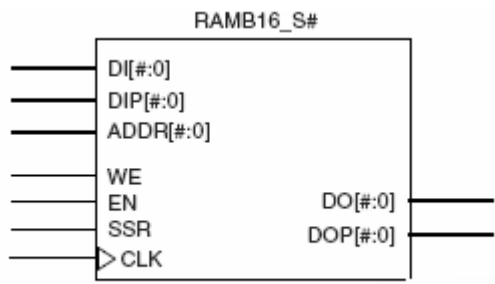 RAMB16_S#
DI[#:0]
DIP[#:0]
ADDR[#:0]
WE
EN
SSR
CLK
DO[#:0]
DOP[#:0]